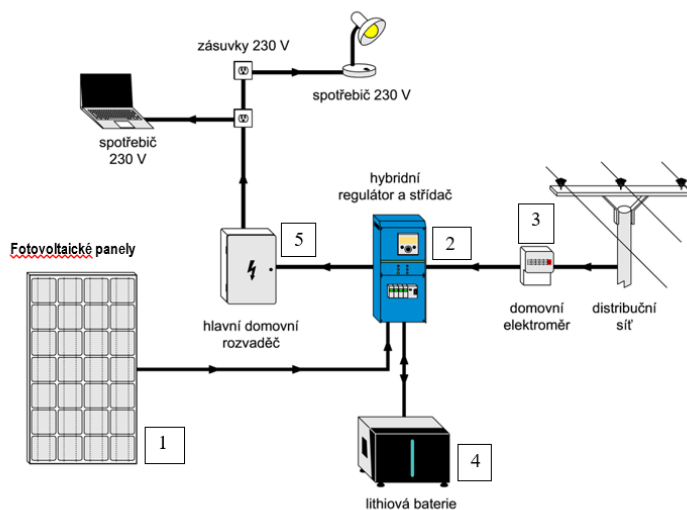 zásuvky 230 V
spotřebič 230 V
spotřebič
230 V
hybridní
regulátor a střídač
3
5
2
Fotovoltaické panely
hlavní domovní
rozvaděč
domovní
elektroměr
distribuční
síť
1
4
lithiová baterie